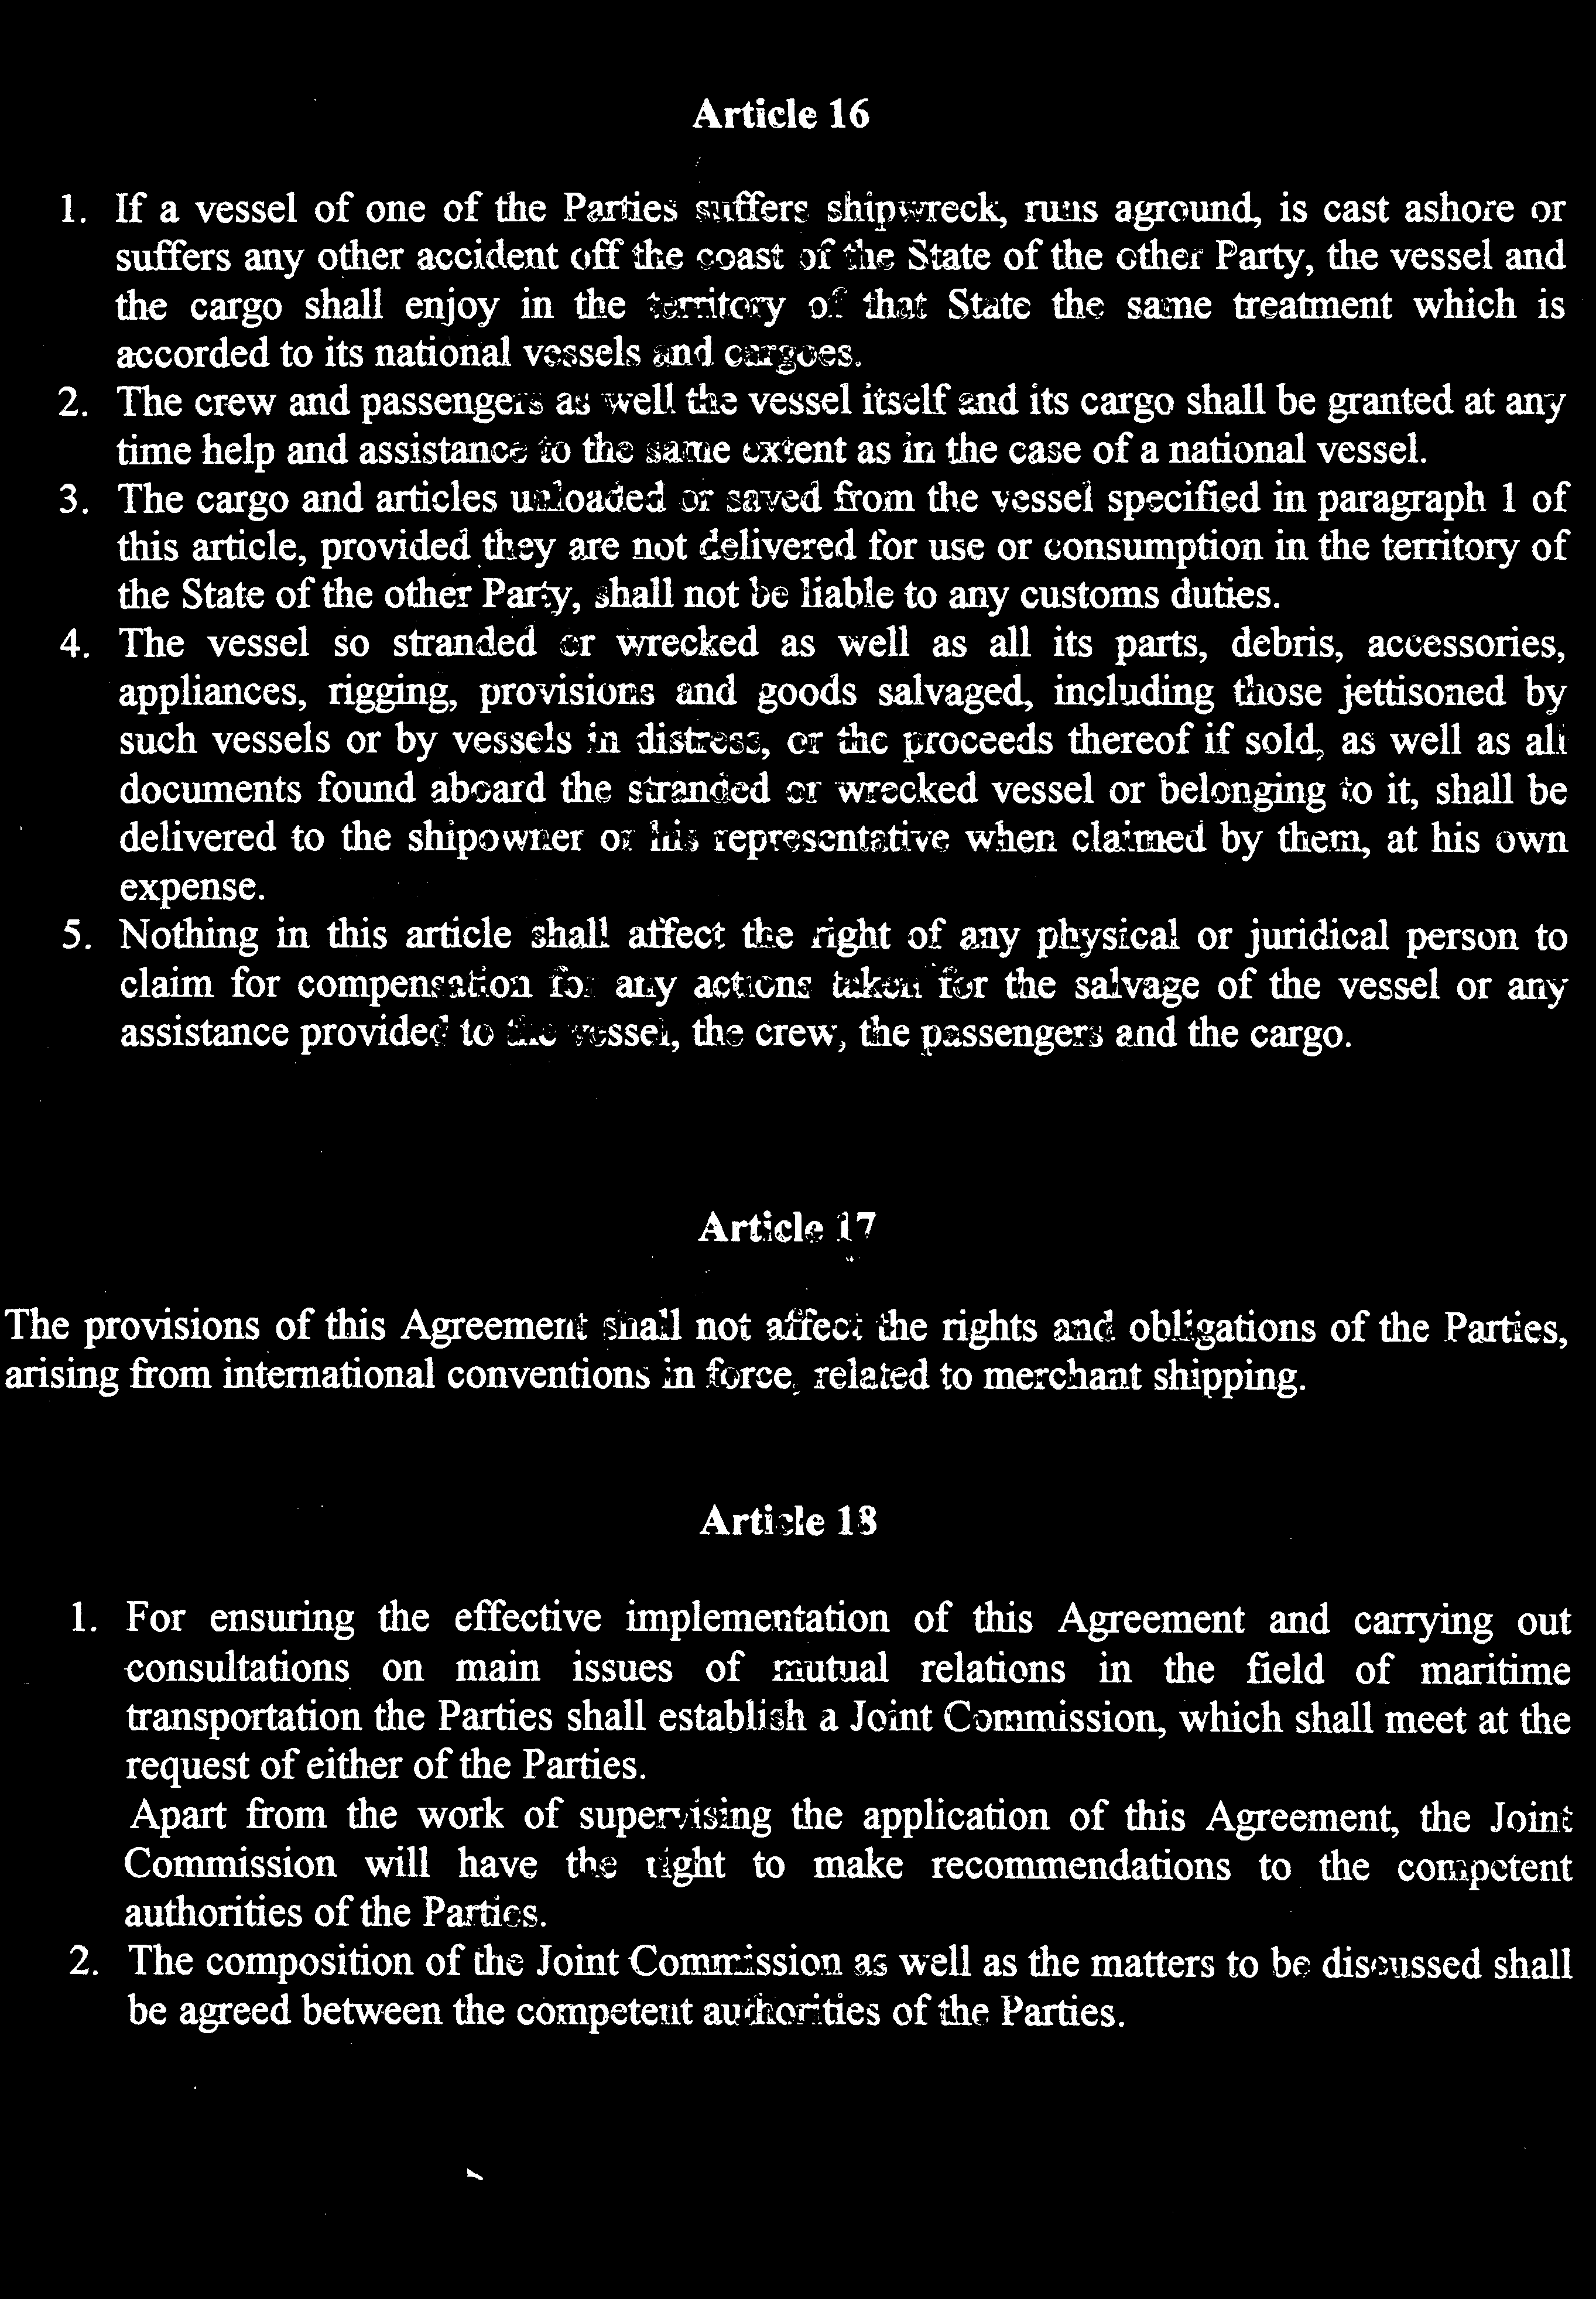 Article 16
1. If a vessel of one of the Parties suffers shipwreck, runs aground, is cast ashore or
suffers any other accident off the coast of the State of the other Party, the vessel and
the cargo shall enjoy in the territory of that State the same treatment which is
accorded to its national vessels and cargoes.
2. The crew and passengers as well the vessel itself and its cargo shall be granted at any
time help and assistance to the same extent as in the case of a national vessel.
3. The cargo and articles unloaded or saved from the vessel specified in paragraph 1 of
this article, provided they are not delivered for use or consumption in the territory of
the State of the other Party, shall not be liable to any customs duties.
4. The vessel so stranded or wrecked as well as all its parts, debris, accessories,
appliances, rigging, provisions and goods salvaged, including those jettisoned by
such vessels or by vessels in distress, or the proceeds thereof if sold, as well as all
documents found aboard the stranded or wrecked vessel or belonging to it, shall be
delivered to the shipowner or his representative when claimed by them, at his own
expense.
5. Nothing in this article shall affect the right of any physical or juridical person to
claim for compensation for any actions taken for the salvage of the vessel or any
assistance provided to the vessel, the crew, the passengers and the cargo.
Article 17
The provisions of this Agreement shall not affect the rights and obligations of the Parties,
arising from international conventions in force, related to merchant shipping.
Article 18
1. For ensuring the effective implementation of this Agreement and carrying out
consultations on main issues of mutual relations in the field of maritime
transportation the Parties shall establish a Joint Commission, which shall meet at the
request of either of the Parties.
Apart from the work of supervising the application of this Agreement, the Joint
Commission will have the right to make recommendations to the competent
authorities of the Parties.
2. The composition of the Joint Commission as well as the matters to be discussed shall
be agreed between the competent authorities of the Parties.